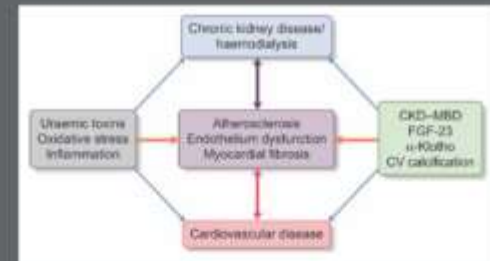 Chronic kidney disease/
haemodialysis
Uraemic toxins
Oxidative stress
Inflammation
Atherosclerosis
Endothelium dysfunction
Myocardial fibrosis
CKD–MBD
FGF-23
α-Klotho
CV calcification
Cardiovascular disease